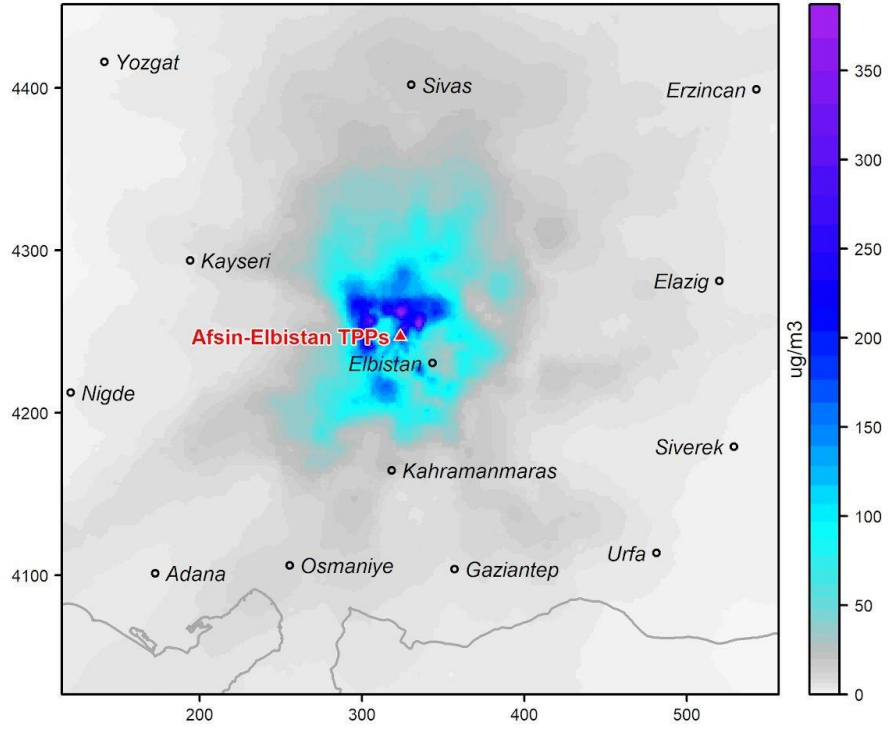 Yozgat
Sivas
Erzincan
Kayseri
Elazig
Afsin-Elbistan TPPs
Elbistan
Nigde
Siverek
Kahramanmaras
Urfa
Adana
Osmaniye
Gaziantep
4400
4300
4200
4100
200
300
400
500
350
300
250
200
150
100
50
0
ug/m3